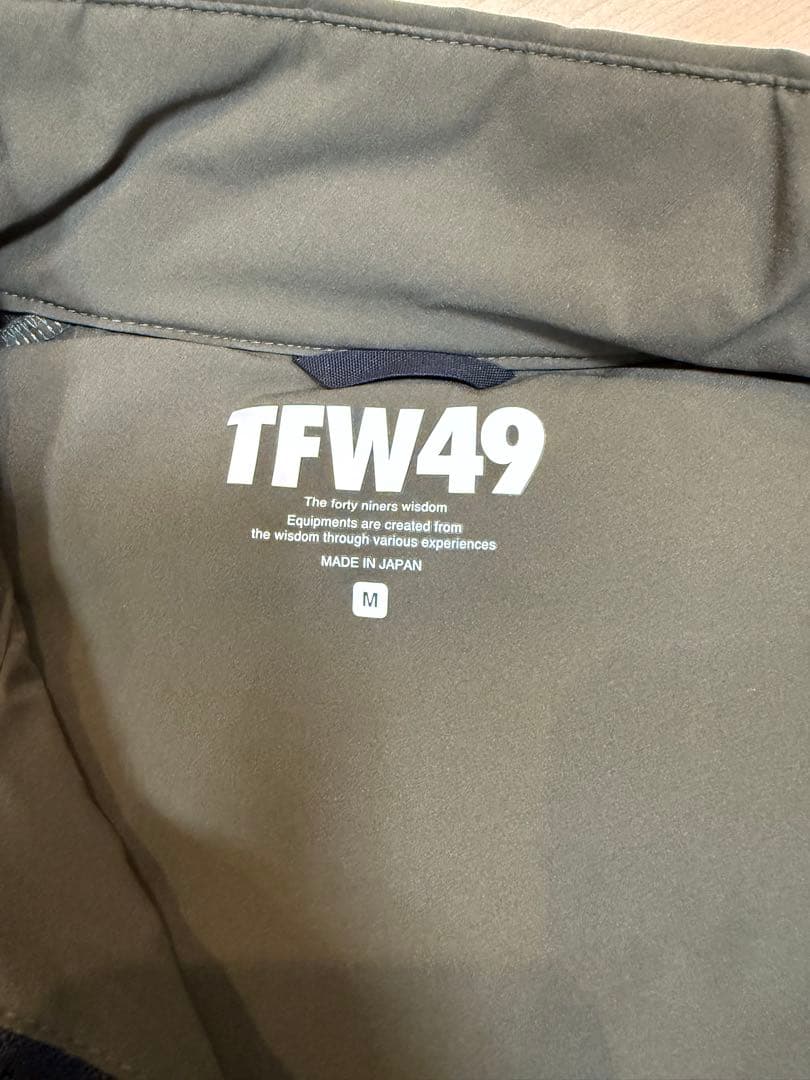 TFW49
The forty niners wisdom
Equipments are created from
the wisdom through various experiences
MADE IN JAPAN
M